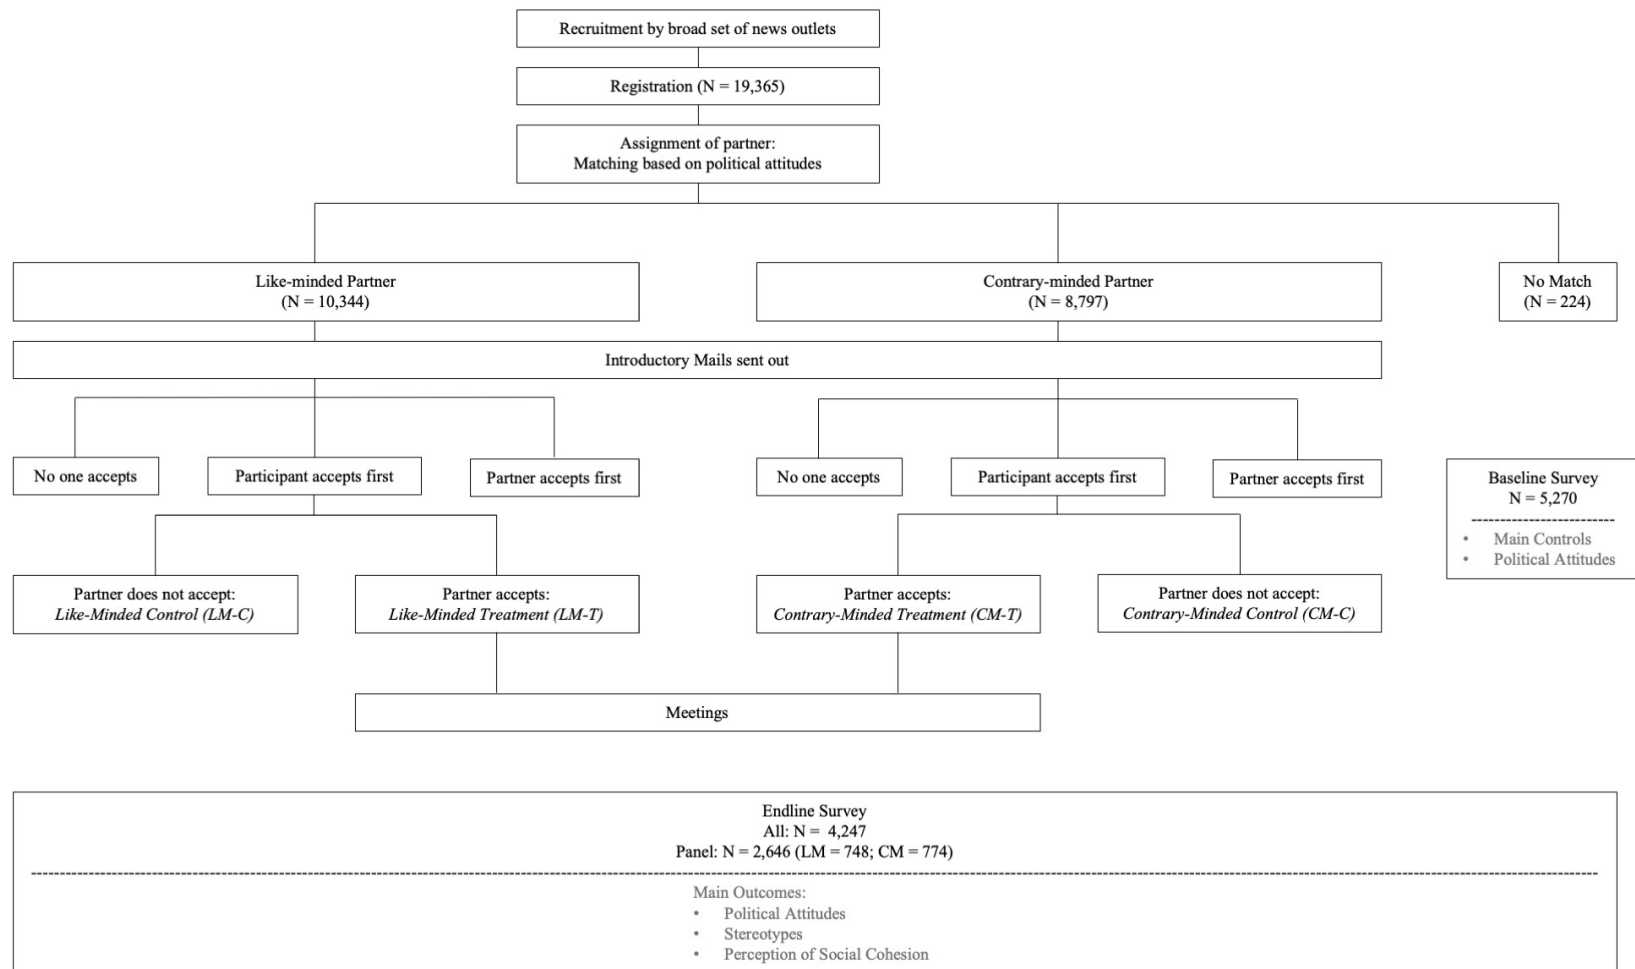 Recruitment by broad set of news outlets
Registration (N = 19,365)
Assignment of partner:
Matching based on political attitudes
Like-minded Partner
(N = 10,344)
Contrary-minded Partner
(N = 8,797)
No Match
(N = 224)
Introductory Mails sent out
No one accepts
Participant accepts first
Partner accepts first
No one accepts
Participant accepts first
Partner accepts first
Baseline Survey
N = 5,270
• Main Controls
• Political Attitudes
Partner does not accept:
Like-Minded Control (LM-C)
Partner accepts:
Like-Minded Treatment (LM-T)
Partner accepts:
Contrary-Minded Treatment (CM-T)
Partner does not accept:
Contrary-Minded Control (CM-C)
Meetings
Endline Survey
All: N = 4,247
Panel: N = 2,646 (LM = 748; CM = 774)
Main Outcomes:
• Political Attitudes
• Stereotypes
• Perception of Social Cohesion